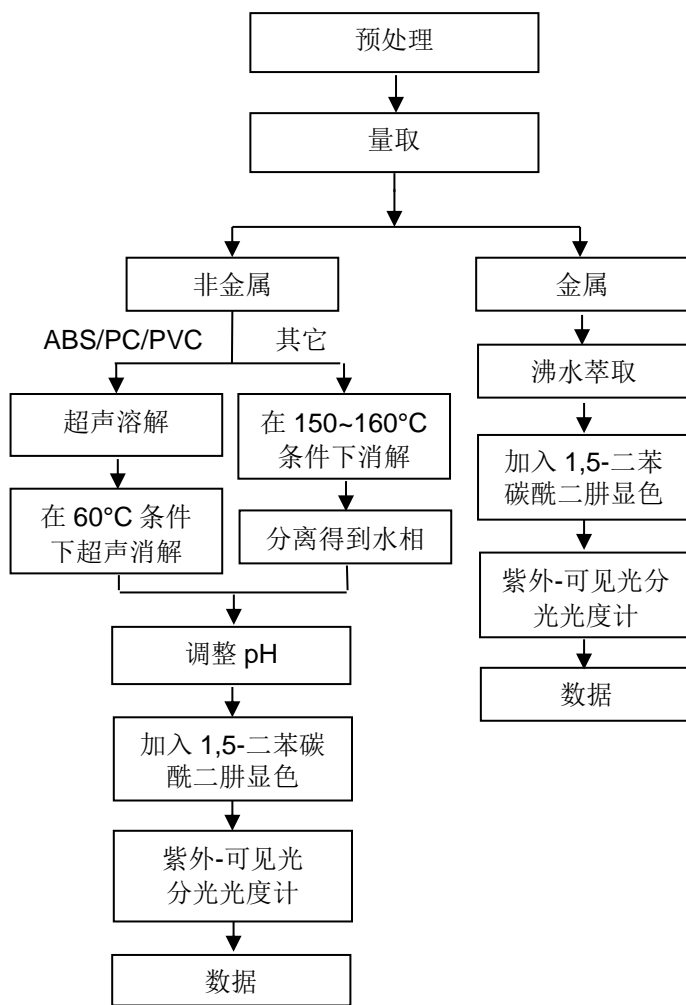 预处理
量取
非金属
金属
ABS/PC/PVC
其它
沸水萃取
超声溶解
在 150~160°C
条件下消解
加入 1,5-二苯
碳酰二肼显色
在 60°C 条件
下超声消解
分离得到水相
紫外-可见光分
光光度计
调整 pH
数据
加入 1,5-二苯碳
酰二肼显色
紫外-可见光
分光光度计
数据